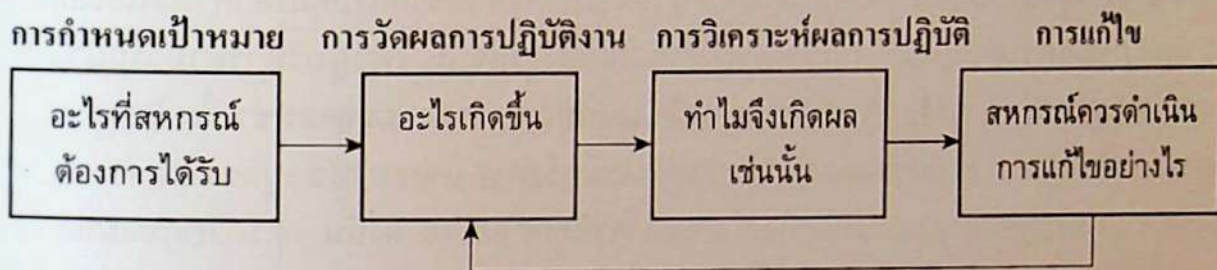 การกำหนดเป้าหมาย การวัดผลการปฏิบัติงาน การวิเคราะห์ผลการปฏิบัติ การแก้ไข
อะไรที่สหกรณ์
ต้องการได้รับ
อะไรเกิดขึ้น
ทำไมจึงเกิดผล
เช่นนั้น
สหกรณ์ควรดำเนิน
การแก้ไขอย่างไร